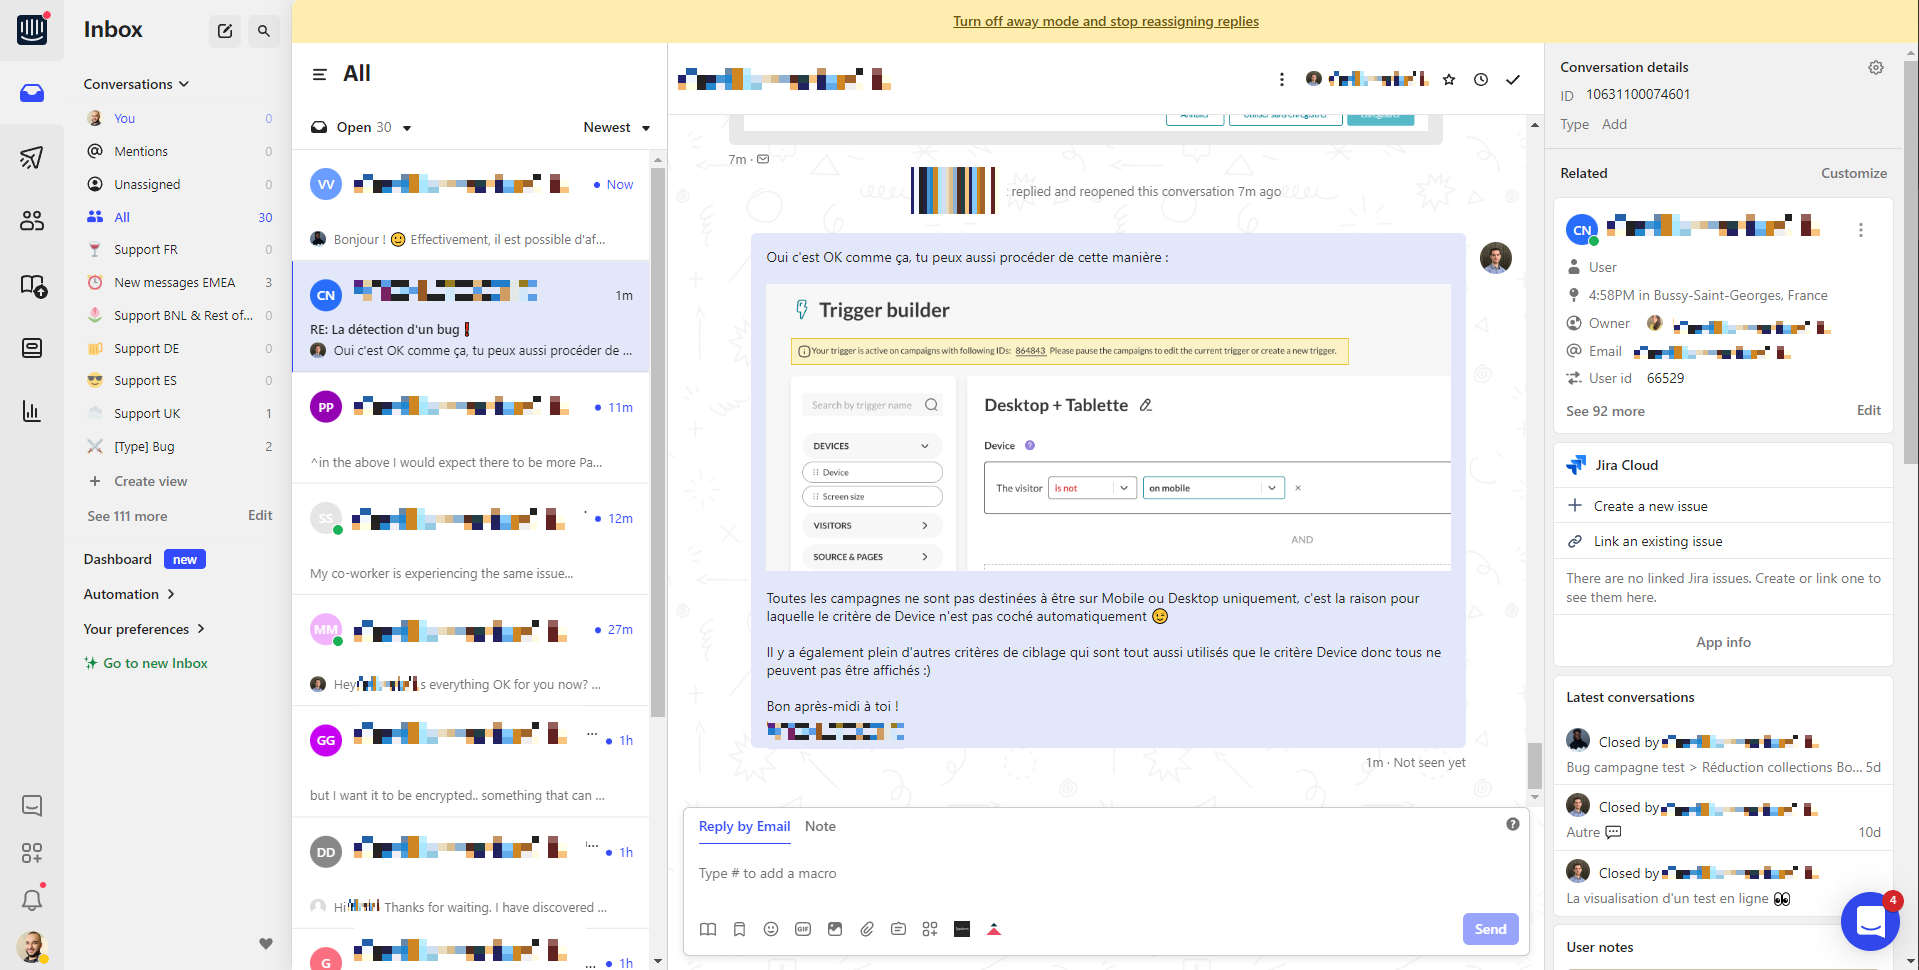 Turn off away mode and stop reassigning replies
Inbox
Conversations
You 0
Mentions 0
Unassigned 0
All 30
Support FR 0
New messages EMEA 3
Support BNL & Rest of... 0
Support DE 0
Support ES 0
Support UK 1
[Type] Bug 2
Create view
See 111 more Edit
Dashboard new
Automation
Your preferences
Go to new Inbox
All
Open 30 Newest
VV Now
Bonjour ! Effectivement, il est possible d'af...
CN 1m
RE: La détection d'un bug
Oui c'est OK comme ça, tu peux aussi procéder de ...
PP 11m
^in the above I would expect there to be more Pa...
SS 12m
My co-worker is experiencing the same issue...
MM 27m
Hey s everything OK for you now? ...
GG ... 1h
but I want it to be encrypted.. something that can ...
DD ... 1h
Hi Thanks for waiting. I have discovered ...
G ... 1h
7m ·
replied and reopened this conversation 7m ago
Oui c'est OK comme ça, tu peux aussi procéder de cette manière :
Trigger builder
Your trigger is active on campaigns with following IDs: 864843 Please pause the campaigns to edit the current trigger or create a new trigger.
Search by trigger name
DEVICES
Device
Screen size
VISITORS
SOURCE & PAGES
Desktop + Tablette
Device ?
The visitor is not on mobile ×
AND
Toutes les campagnes ne sont pas destinées à être sur Mobile ou Desktop uniquement, c'est la raison pour
laquelle le critère de Device n'est pas coché automatiquement
Il y a également plein d'autres critères de ciblage qui sont tout aussi utilisés que le critère Device donc tous ne
peuvent pas être affichés :)
Bon après-midi à toi !
1m · Not seen yet
Reply by Email Note
Type # to add a macro
GIF
Send
Conversation details
ID 10631100074601
Type Add
Related Customize
CN
User
4:58PM in Bussy-Saint-Georges, France
Owner
Email
User id 66529
See 92 more Edit
Jira Cloud
Create a new issue
Link an existing issue
There are no linked Jira issues. Create or link one to
see them here.
App info
Latest conversations
Closed by
Bug campagne test > Réduction collections Bo... 5d
Closed by
Autre 10d
Closed by
La visualisation d'un test en ligne
4
User notes